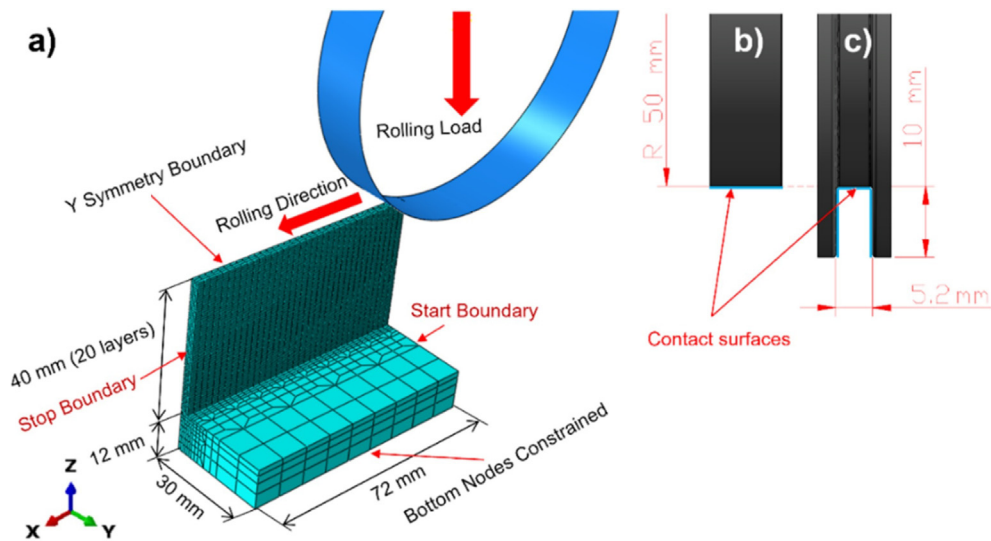 a)
Rolling Load
Y Symmetry Boundary
Rolling Direction
Start Boundary
40 mm (20 layers)
Stop Boundary
12 mm
30 mm
72 mm
Bottom Nodes Constrained
Z
X
Y
b)
c)
R 50 mm
10 mm
5.2 mm
Contact surfaces